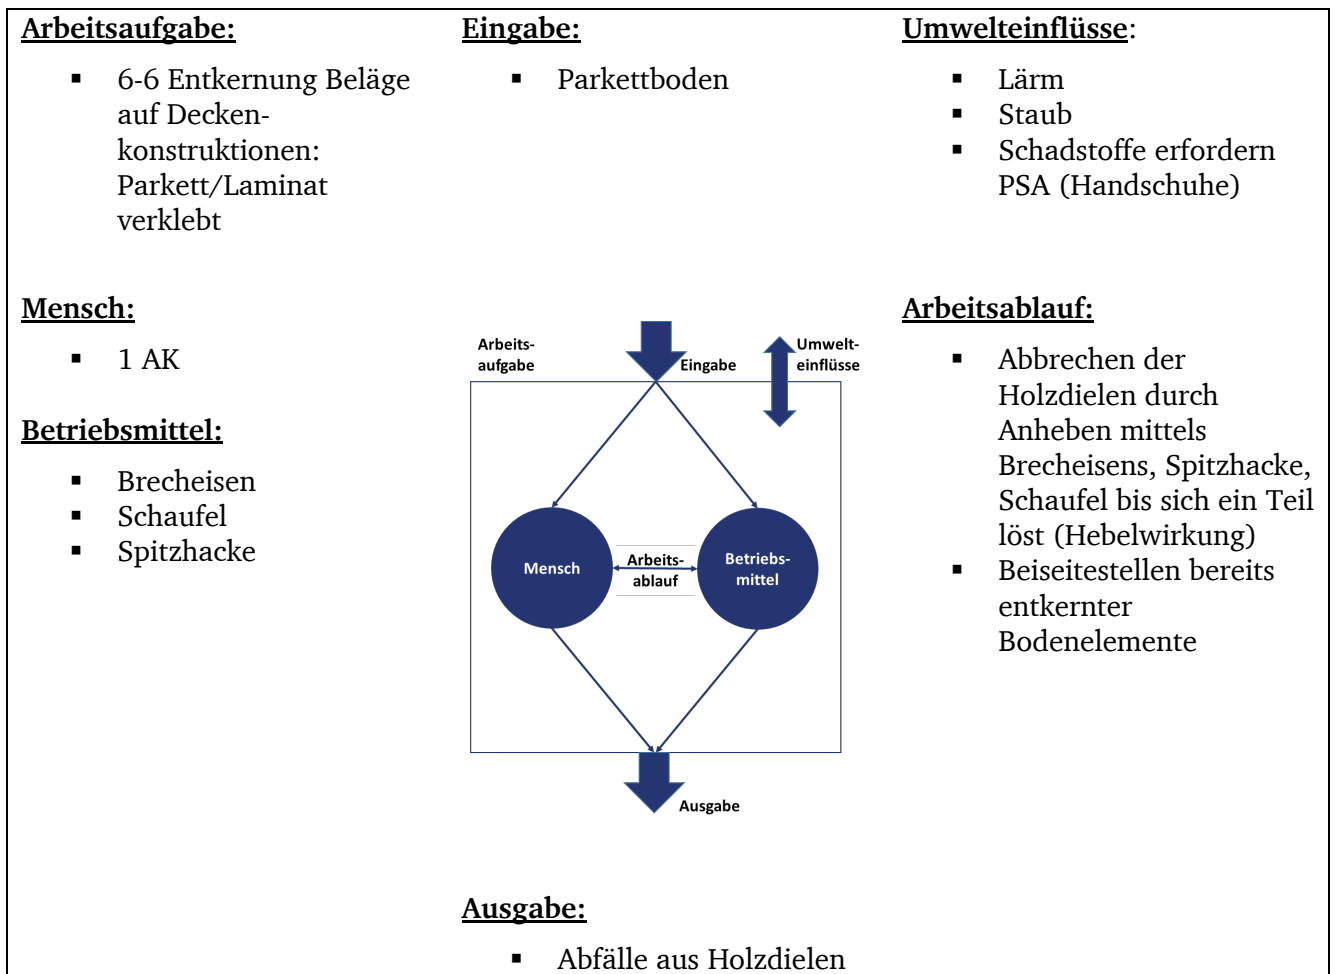 Arbeitsaufgabe:
▪ 6-6 Entkernung Beläge
auf Decken-
konstruktionen:
Parkett/Laminat
verklebt
Eingabe:
▪ Parkettboden
Umwelteinflüsse:
▪ Lärm
▪ Staub
▪ Schadstoffe erfordern
PSA (Handschuhe)
Mensch:
▪ 1 AK
Betriebsmittel:
▪ Brecheisen
▪ Schaufel
▪ Spitzhacke
Arbeits-
aufgabe
Eingabe
Umwelt-
einflüsse
Mensch
Arbeits-
ablauf
Betriebs-
mittel
Ausgabe
Arbeitsablauf:
▪ Abbrechen der
Holzdielen durch
Anheben mittels
Brecheisens, Spitzhacke,
Schaufel bis sich ein Teil
löst (Hebelwirkung)
▪ Beiseitestellen bereits
entkernter
Bodenelemente
Ausgabe:
▪ Abfälle aus Holzdielen